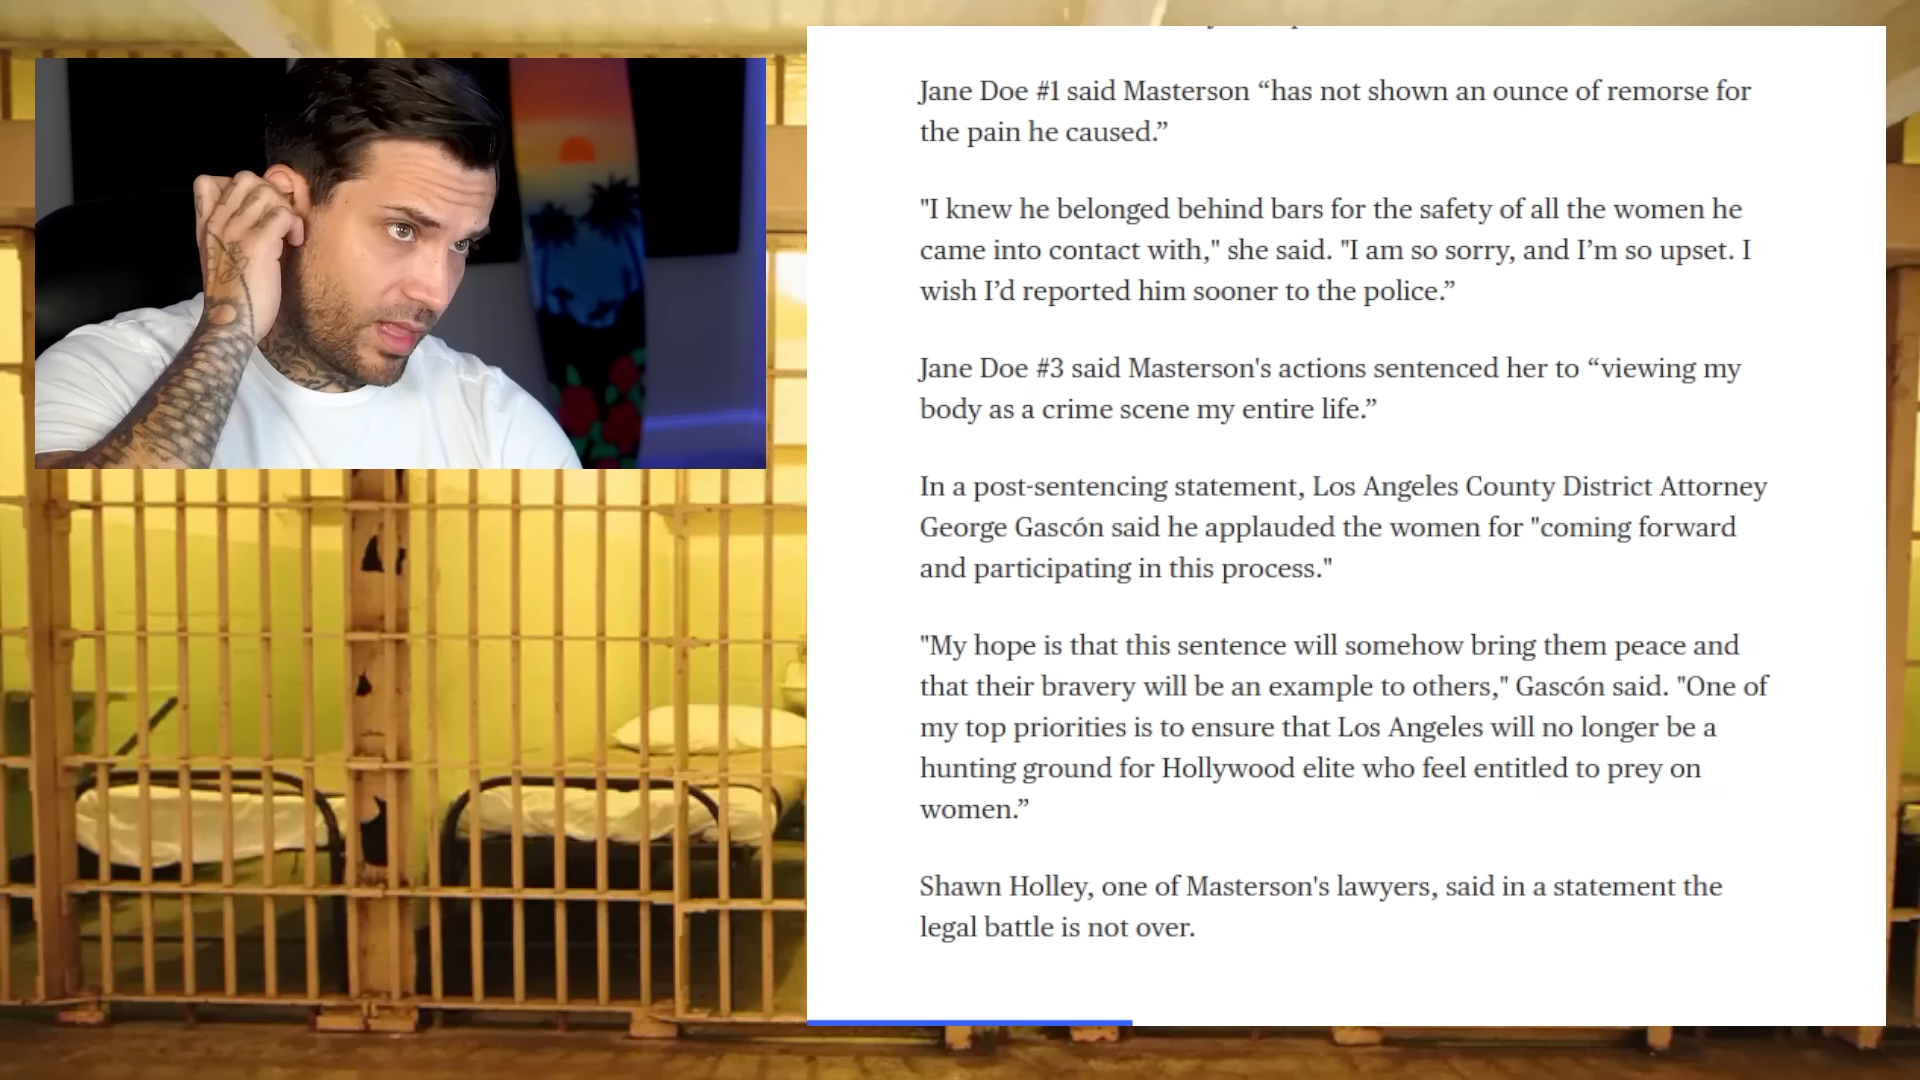 Jane Doe #1 said Masterson “has not shown an ounce of remorse for
the pain he caused.”
"I knew he belonged behind bars for the safety of all the women he
came into contact with," she said. "I am so sorry, and I’m so upset. I
wish I’d reported him sooner to the police.”
Jane Doe #3 said Masterson's actions sentenced her to “viewing my
body as a crime scene my entire life.”
In a post-sentencing statement, Los Angeles County District Attorney
George Gascón said he applauded the women for "coming forward
and participating in this process."
"My hope is that this sentence will somehow bring them peace and
that their bravery will be an example to others," Gascón said. "One of
my top priorities is to ensure that Los Angeles will no longer be a
hunting ground for Hollywood elite who feel entitled to prey on
women.”
Shawn Holley, one of Masterson's lawyers, said in a statement the
legal battle is not over.